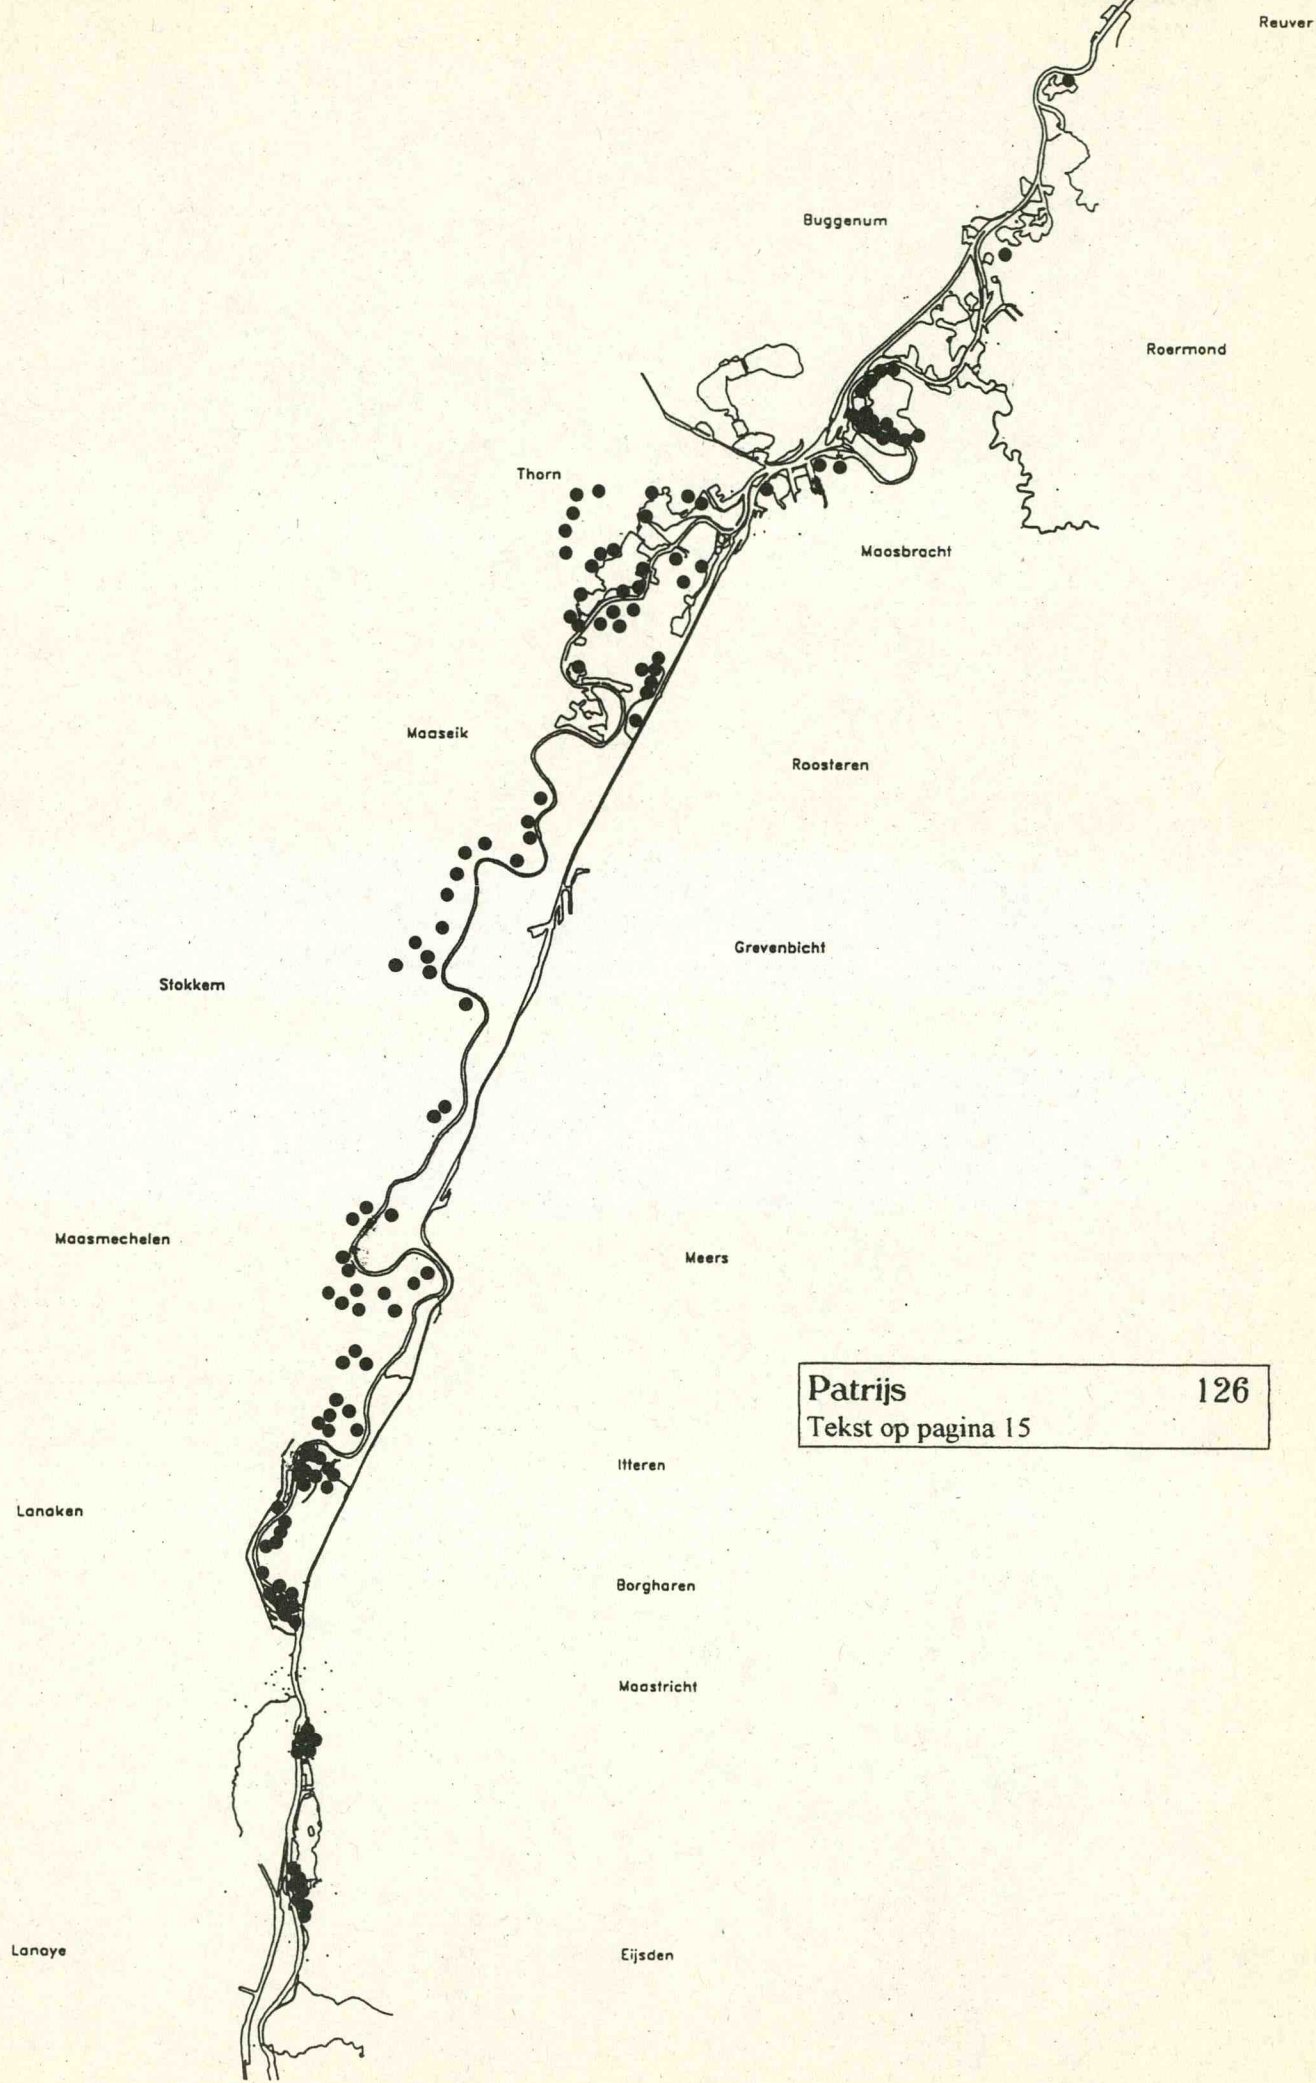 Reuver
Buggenum
Roermond
Thorn
Maasbracht
Maaseik
Roosteren
Grevenbicht
Stokkem
Maasmechelen
Meers
Patrijs 126
Tekst op pagina 15
Itteren
Lanaken
Borgharen
Maastricht
Lanaye
Eijsden